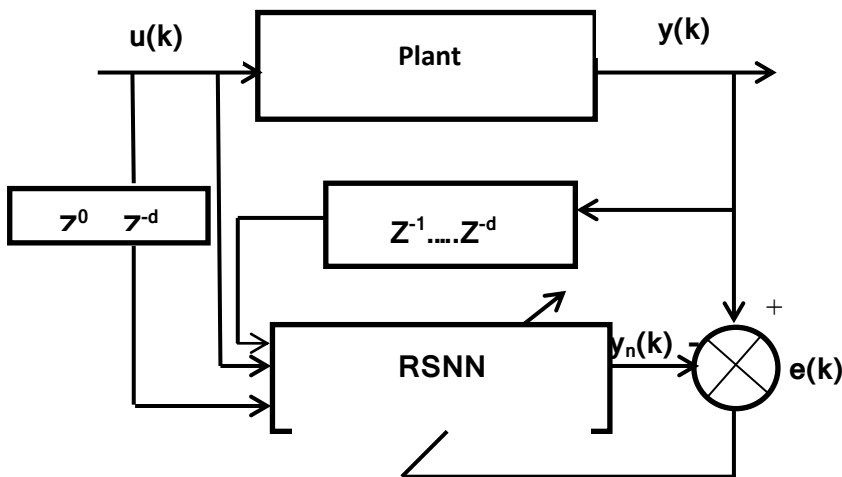 u(k)
Plant
y(k)
Z⁰ Z⁻ᵈ
Z⁻¹.....Z⁻ᵈ
+
yₙ(k) -
RSNN
e(k)